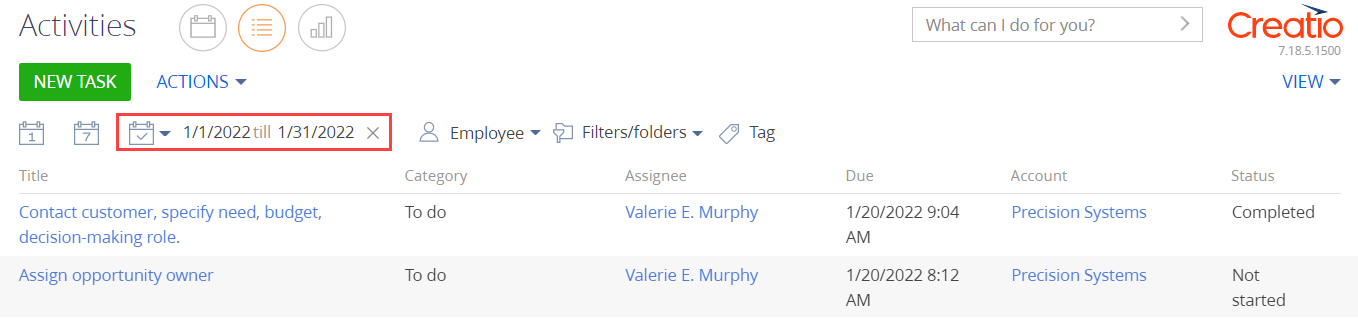 Activities
What can I do for you?
Creatio
7.18.5.1500
NEW TASK
ACTIONS
VIEW
1
7
1/1/2022 till 1/31/2022
Employee
Filters/folders
Tag
Title Category Assignee Due Account Status
Contact customer, specify need, budget, To do Valerie E. Murphy 1/20/2022 9:04 Precision Systems Completed
decision-making role. AM
Assign opportunity owner To do Valerie E. Murphy 1/20/2022 8:12 Precision Systems Not
AM started